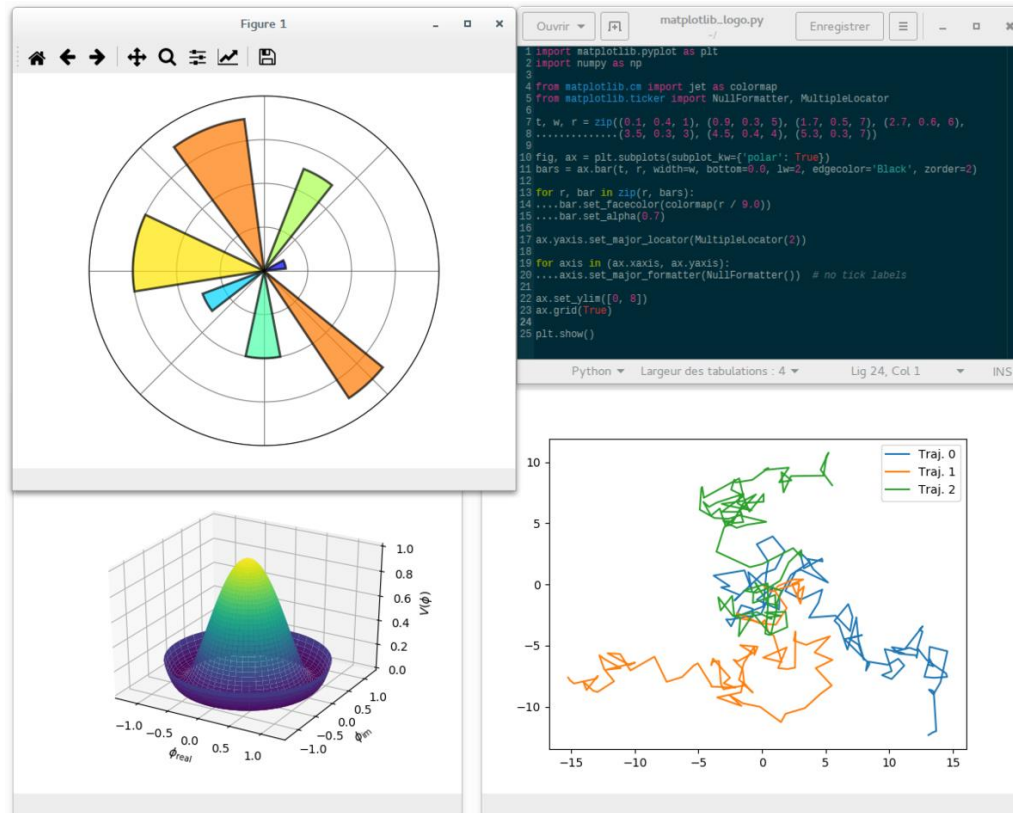 Figure 1
Ouvrir
matplotlib_logo.py
~/
Enregistrer
1 import matplotlib.pyplot as plt
2 import numpy as np
3
4 from matplotlib.cm import jet as colormap
5 from matplotlib.ticker import NullFormatter, MultipleLocator
6
7 t, w, r = zip((0.1, 0.4, 1), (0.9, 0.3, 5), (1.7, 0.5, 7), (2.7, 0.6, 6),
8 ..............(3.5, 0.3, 3), (4.5, 0.4, 4), (5.3, 0.3, 7))
9
10 fig, ax = plt.subplots(subplot_kw={'polar': True})
11 bars = ax.bar(t, r, width=w, bottom=0.0, lw=2, edgecolor='Black', zorder=2)
12
13 for r, bar in zip(r, bars):
14 ....bar.set_facecolor(colormap(r / 9.0))
15 ....bar.set_alpha(0.7)
16
17 ax.yaxis.set_major_locator(MultipleLocator(2))
18
19 for axis in (ax.xaxis, ax.yaxis):
20 ....axis.set_major_formatter(NullFormatter())  # no tick labels
21
22 ax.set_ylim([0, 8])
23 ax.grid(True)
24
25 plt.show()
Python Largeur des tabulations : 4 Lig 24, Col 1 INS
1.0
0.8
0.6
0.4
0.2
0.0
V(ϕ)
−1.0 −0.5 0.0 0.5 1.0
ϕreal
−1.0 −0.5 0.0 0.5 1.0
ϕim
Traj. 0
Traj. 1
Traj. 2
10
5
0
−5
−10
−15 −10 −5 0 5 10 15